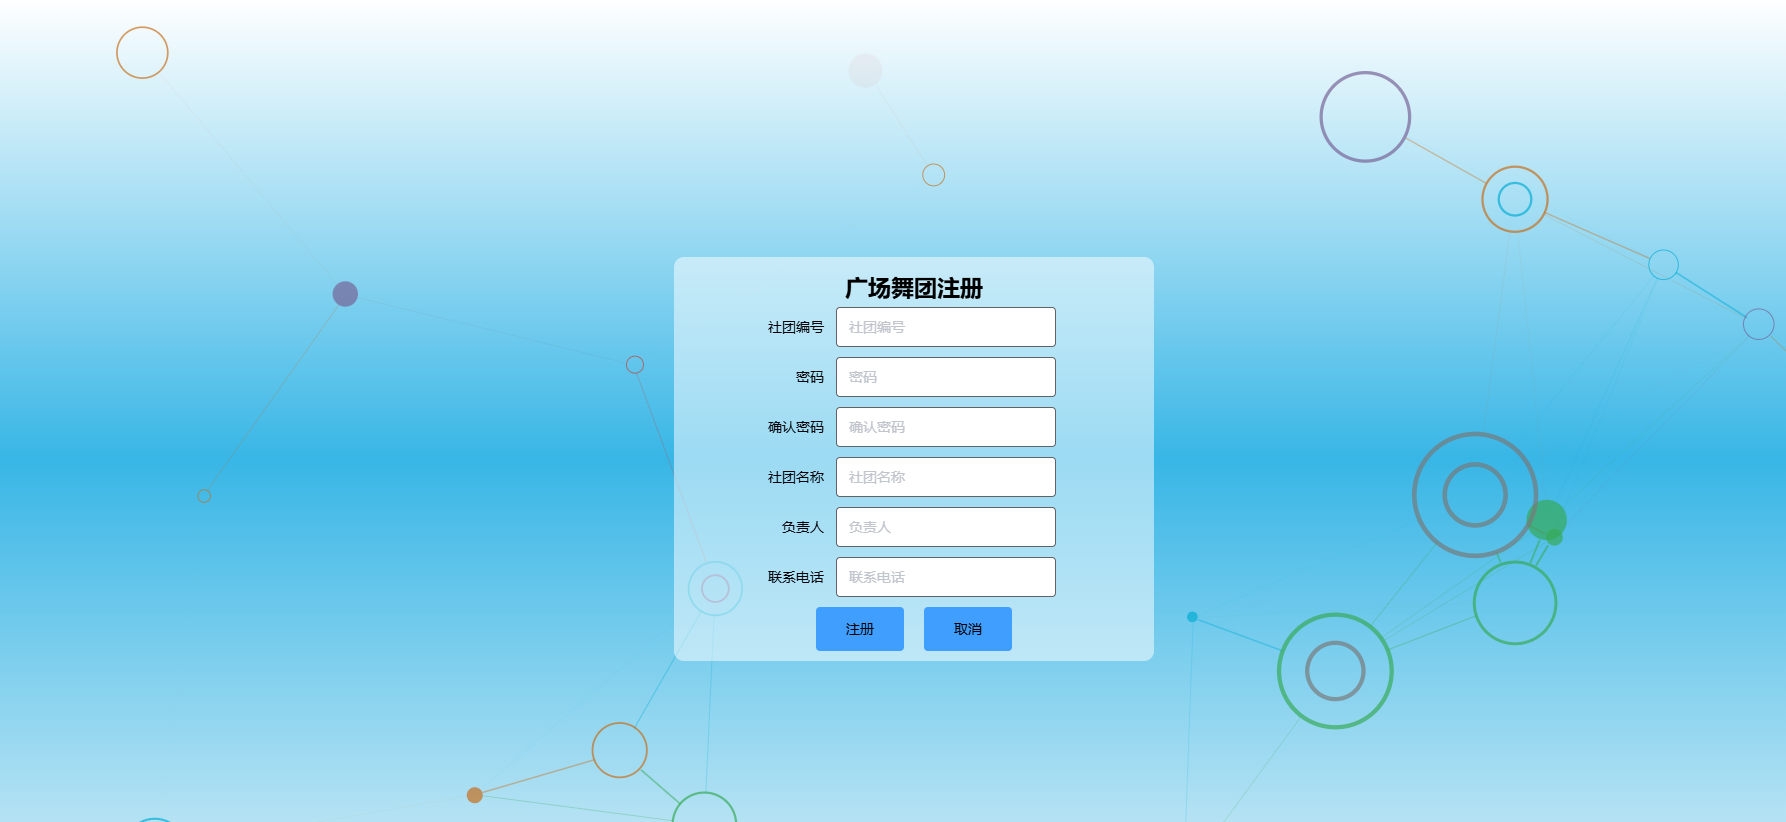 广场舞团注册
社团编号 社团编号
密码 密码
确认密码 确认密码
社团名称 社团名称
负责人 负责人
联系电话 联系电话
注册 取消